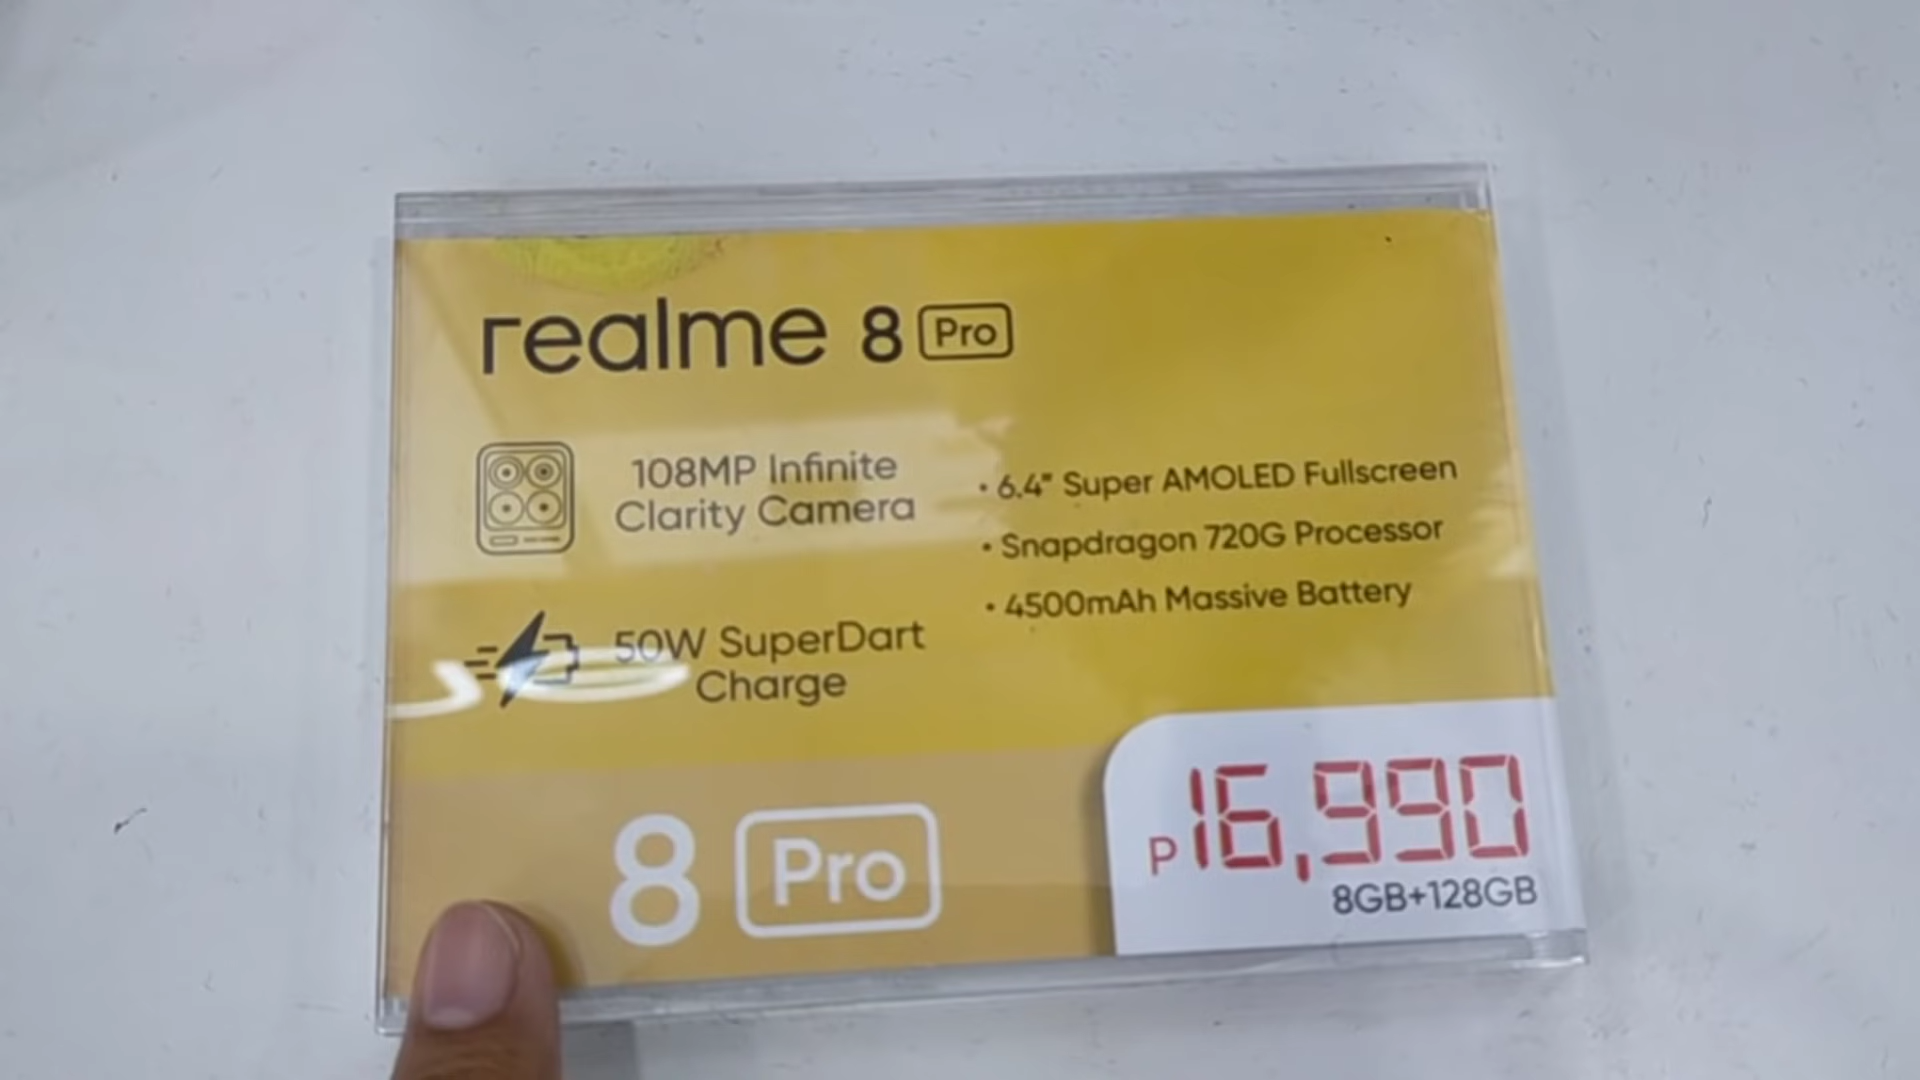 realme 8 Pro
108MP Infinite
Clarity Camera
50W SuperDart
Charge
• 6.4" Super AMOLED Fullscreen
• Snapdragon 720G Processor
• 4500mAh Massive Battery
8 Pro
P16,990
8GB+128GB